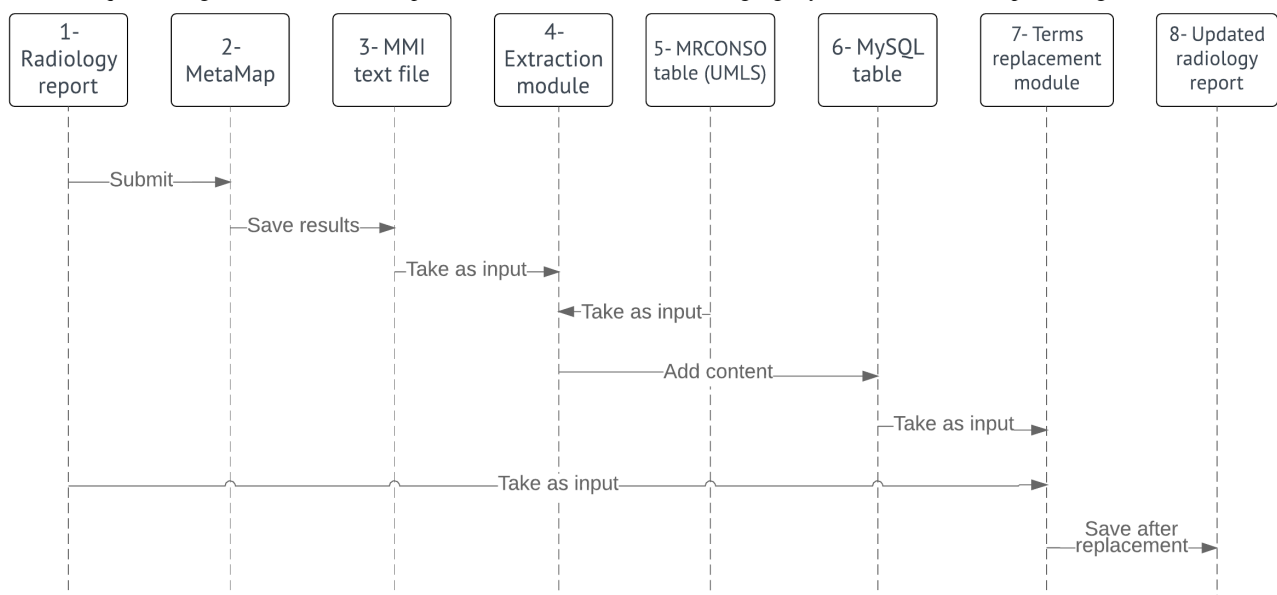 1-
Radiology
report
2-
MetaMap
3- MMI
text file
4-
Extraction
module
5- MRCONSO
table (UMLS)
6- MySQL
table
7- Terms
replacement
module
8- Updated
radiology
report
Submit
Save results
Take as input
Take as input
Add content
Take as input
Take as input
Save after
replacement